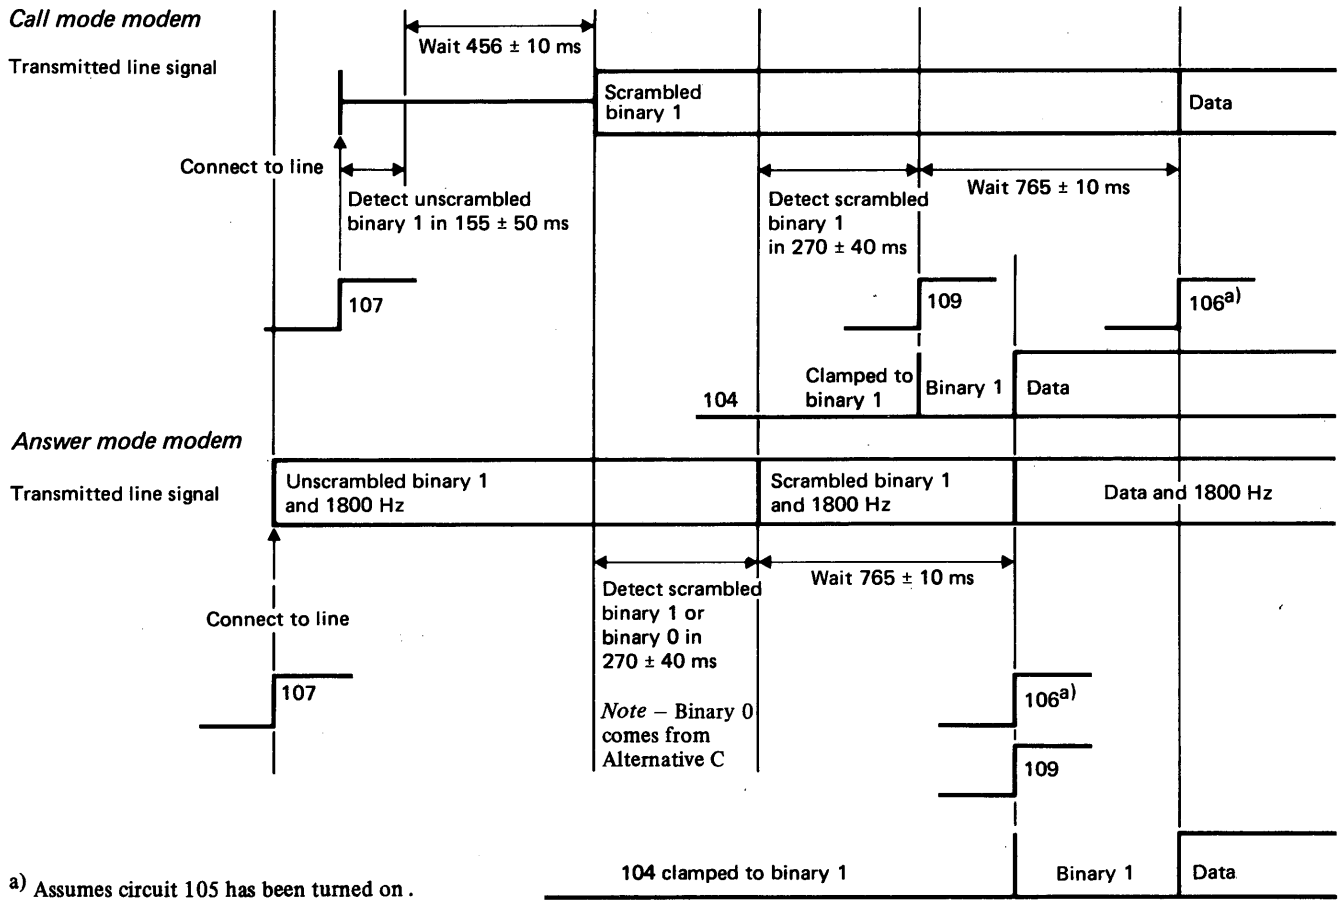 Call mode modem
Wait 456 ± 10 ms
Transmitted line signal
Scrambled
binary 1
Data
Connect to line
Detect unscrambled
binary 1 in 155 ± 50 ms
Detect scrambled
binary 1
in 270 ± 40 ms
Wait 765 ± 10 ms
107
109
106a)
104
Clamped to
binary 1
Binary 1
Data
Answer mode modem
Transmitted line signal
Unscrambled binary 1
and 1800 Hz
Scrambled binary 1
and 1800 Hz
Data and 1800 Hz
Connect to line
Detect scrambled
binary 1 or
binary 0 in
270 ± 40 ms
Wait 765 ± 10 ms
107
Note – Binary 0
comes from
Alternative C
106a)
109
104 clamped to binary 1
Binary 1
Data
a) Assumes circuit 105 has been turned on .